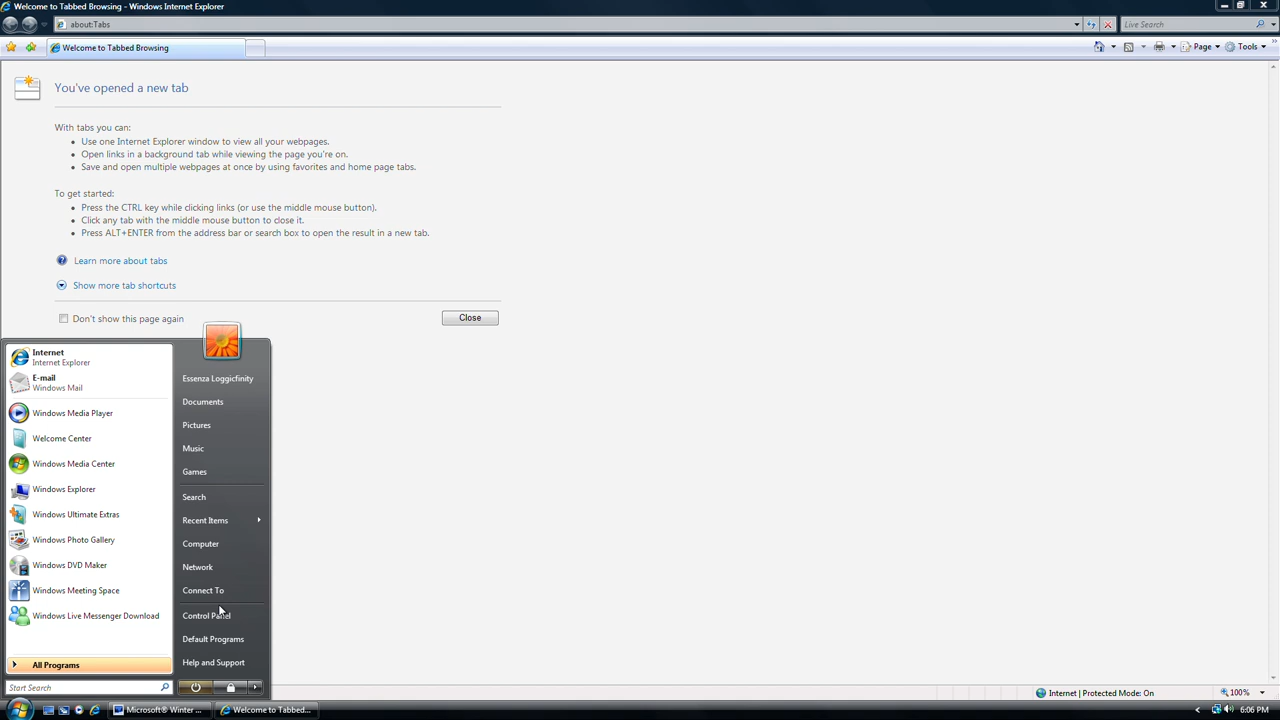 Welcome to Tabbed Browsing - Windows Internet Explorer
about:Tabs
Live Search
Welcome to Tabbed Browsing
Page
Tools
You've opened a new tab
With tabs you can:
Use one Internet Explorer window to view all your webpages.
Open links in a background tab while viewing the page you're on.
Save and open multiple webpages at once by using favorites and home page tabs.
To get started:
Press the CTRL key while clicking links (or use the middle mouse button).
Click any tab with the middle mouse button to close it.
Press ALT+ENTER from the address bar or search box to open the result in a new tab.
Learn more about tabs
Show more tab shortcuts
Don't show this page again
Close
Internet
Internet Explorer
E-mail
Windows Mail
Windows Media Player
Welcome Center
Windows Media Center
Windows Explorer
Windows Ultimate Extras
Windows Photo Gallery
Windows DVD Maker
Windows Meeting Space
Windows Live Messenger Download
All Programs
Start Search
Essenza Loggicfinity
Documents
Pictures
Music
Games
Search
Recent Items
Computer
Network
Connect To
Control Panel
Default Programs
Help and Support
Internet | Protected Mode: On
100%
Microsoft® Winter ...
Welcome to Tabbed...
6:06 PM